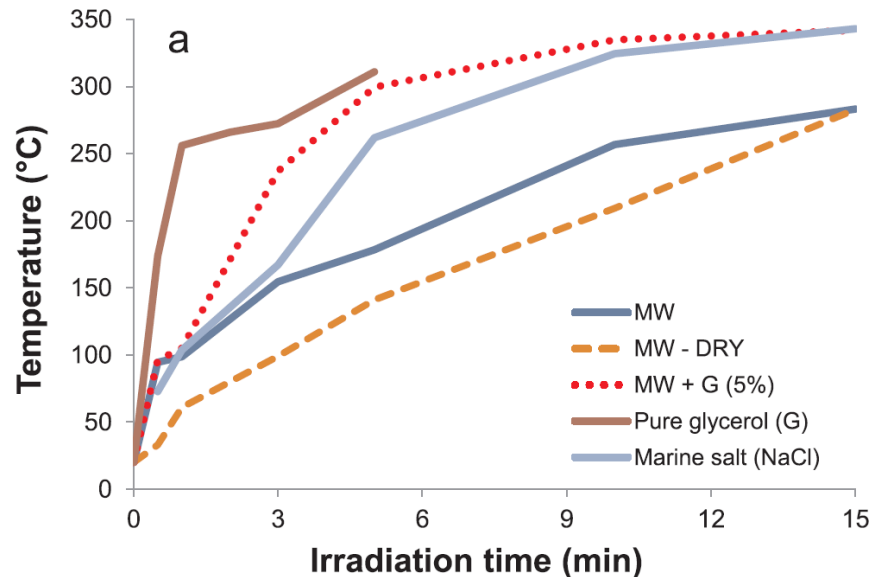 a
Temperature (°C)
350
300
250
200
150
100
50
0
0 3 6 9 12 15
Irradiation time (min)
MW
MW - DRY
MW + G (5%)
Pure glycerol (G)
Marine salt (NaCl)